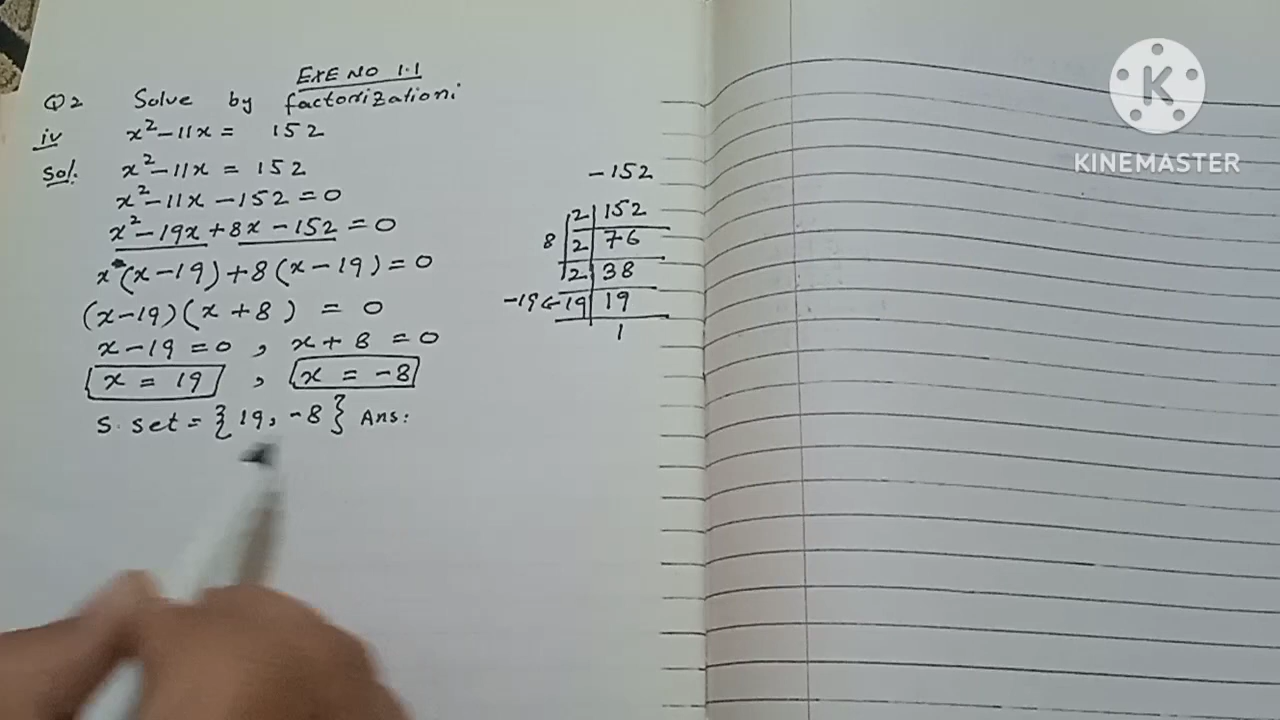 EXE NO 1.1
Q2 Solve by factorization:
iv x² - 11x = 152
Sol: x² - 11x = 152
x² - 11x - 152 = 0
x² - 19x + 8x - 152 = 0
x (x - 19) + 8 (x - 19) = 0
(x - 19) (x + 8) = 0
x - 19 = 0 , x + 8 = 0
x = 19 , x = -8
S. set = {19, -8} Ans:
-152
2 | 152
8 2 | 76
2 | 38
-19 ← 19 | 19
1
K
KINEMASTER